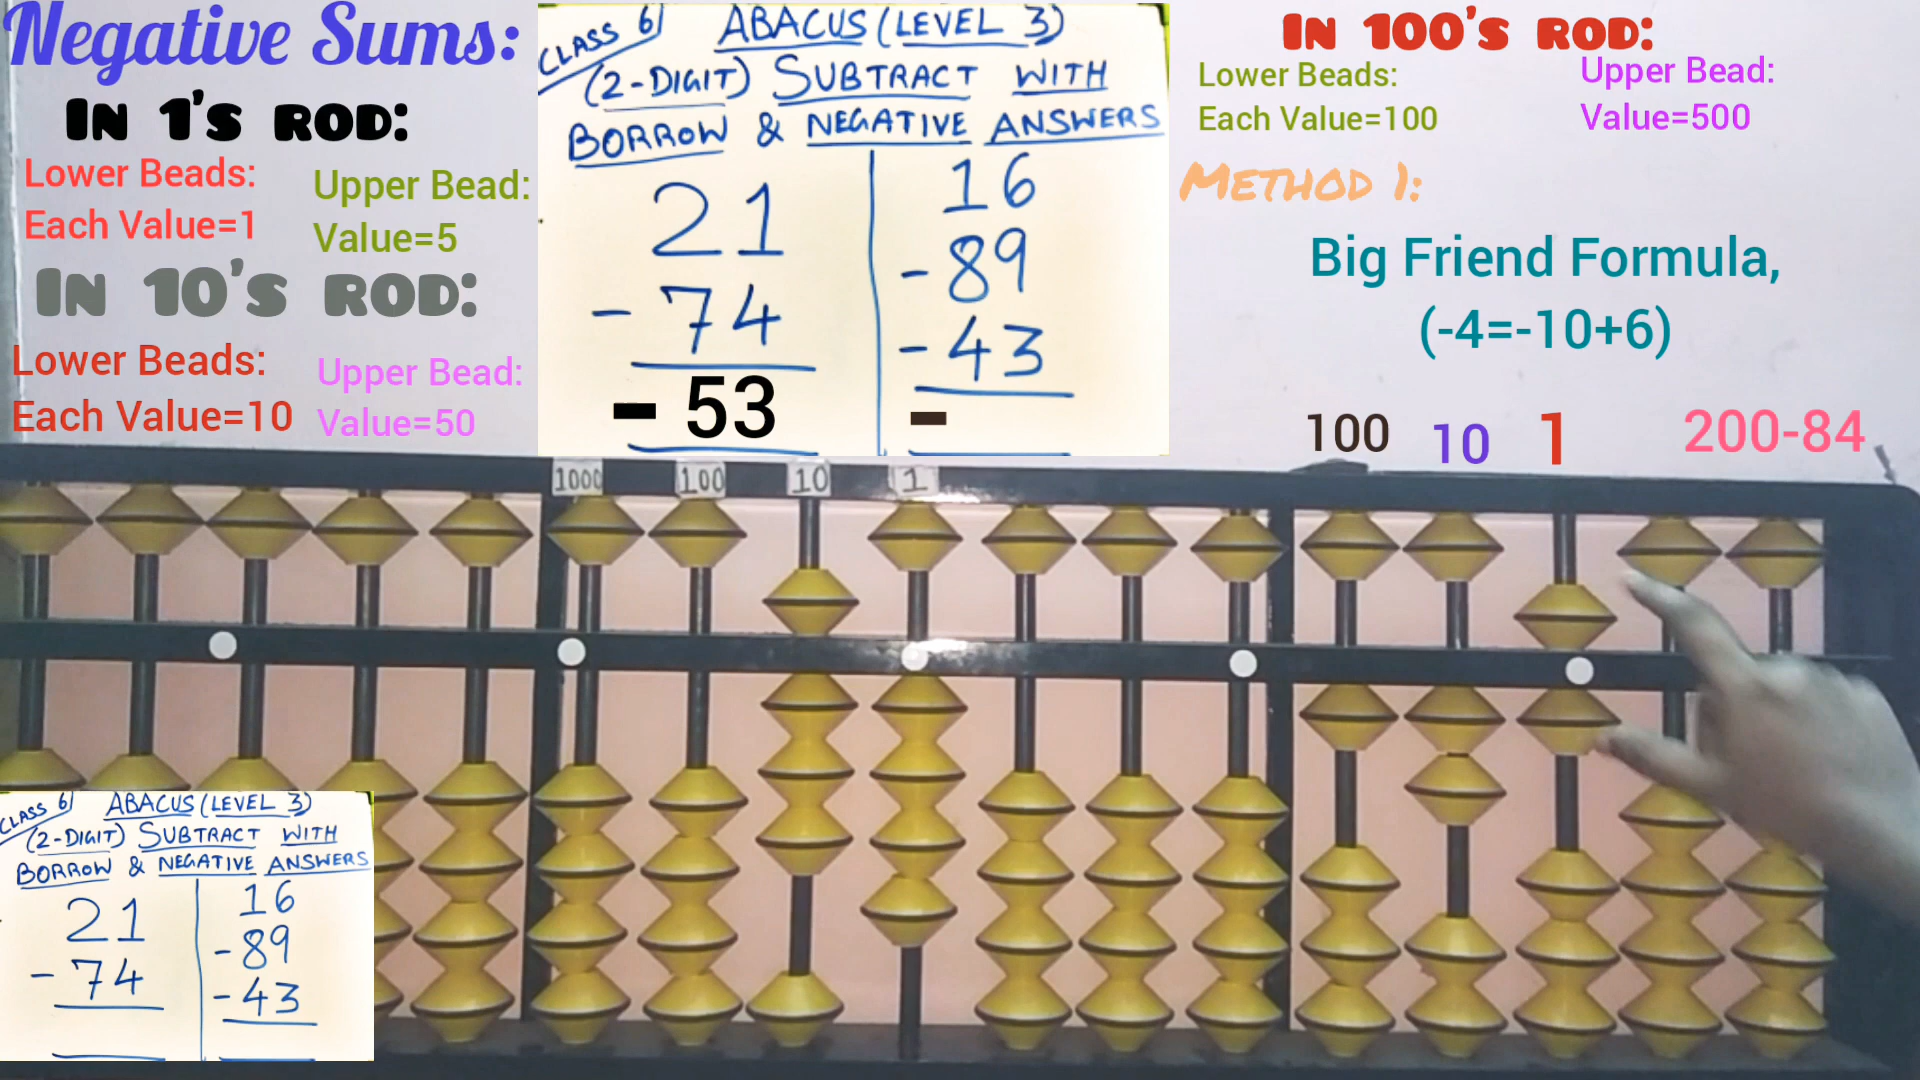 Negative Sums:
In 1's rod:
Lower Beads:
Each Value=1
Upper Bead:
Value=5
In 10's rod:
Lower Beads:
Each Value=10
Upper Bead:
Value=50
CLASS 6
ABACUS (LEVEL 3)
(2-DIGIT) SUBTRACT WITH
BORROW & NEGATIVE ANSWERS
21
- 74
- 53
16
- 89
- 43
-
In 100's rod:
Lower Beads:
Each Value=100
Upper Bead:
Value=500
Method 1:
Big Friend Formula,
(-4=-10+6)
100 10 1 200-84
1000 100 10 1
CLASS 6
ABACUS (LEVEL 3)
(2-DIGIT) SUBTRACT WITH
BORROW & NEGATIVE ANSWERS
21
- 74
16
- 89
- 43